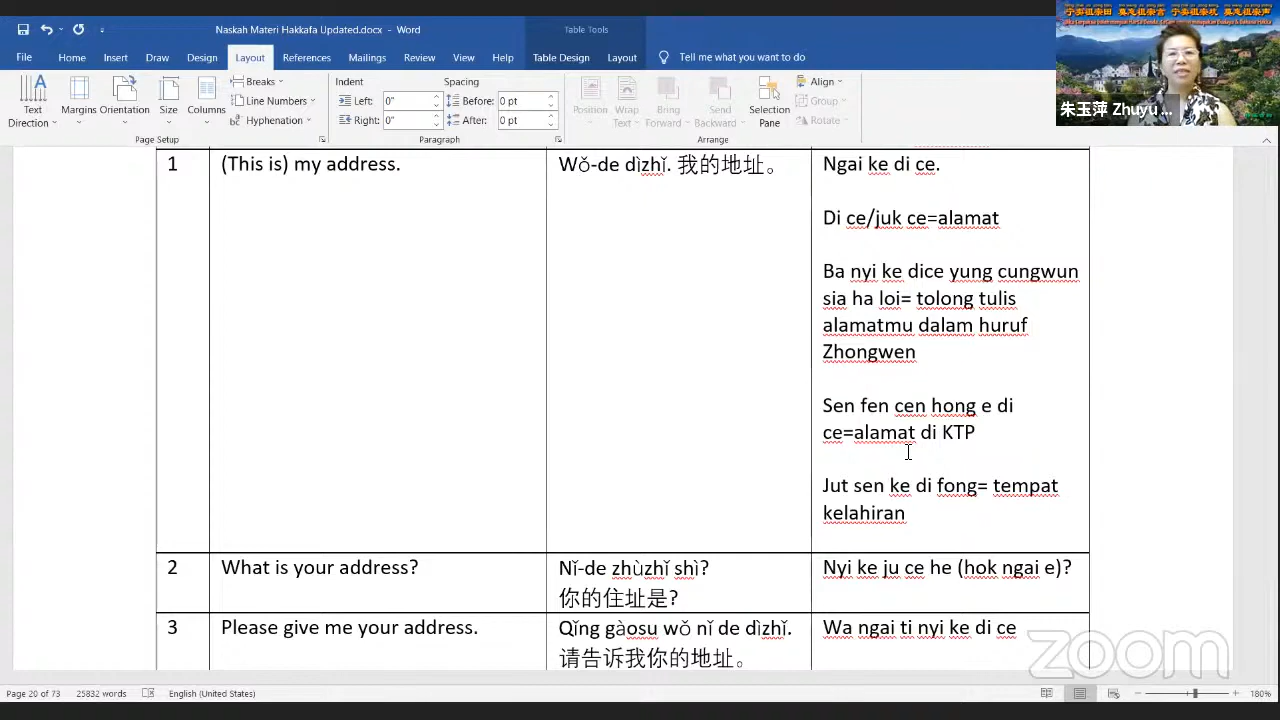 Naskah Materi Hakkafa Updated.docx - Word
Table Tools
File Home Insert Draw Design Layout References Mailings Review View Help Table Design Layout Tell me what you want to do
Text Direction
Margins
Orientation
Size
Columns
Breaks
Line Numbers
Hyphenation
Page Setup
Indent
Left: 0"
Right: 0"
Spacing
Before: 0 pt
After: 0 pt
Paragraph
Position
Wrap Text
Bring Forward
Send Backward
Selection Pane
Align
Group
Rotate
Arrange
朱玉萍 Zhuyu ...
1
(This is) my address.
Wǒ-de dìzhǐ. 我的地址。
Ngai ke di ce.
Di ce/juk ce=alamat
Ba nyi ke dice yung cungwun
sia ha loi= tolong tulis
alamatmu dalam huruf
Zhongwen
Sen fen cen hong e di
ce=alamat di KTP
Jut sen ke di fong= tempat
kelahiran
2
What is your address?
Nǐ-de zhùzhǐ shì?
你的住址是?
Nyi ke ju ce he (hok ngai e)?
3
Please give me your address.
Qǐng gàosu wǒ nǐ de dìzhǐ.
请告诉我你的地址。
Wa ngai ti nyi ke di ce
zoom
Page 20 of 73 25832 words English (United States) 180%